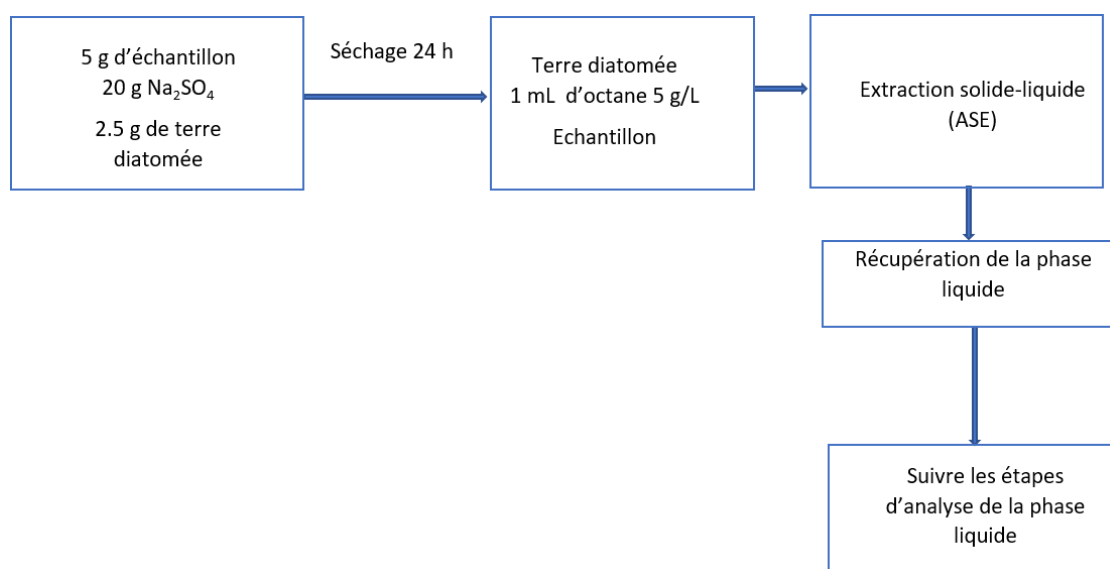 5 g d’échantillon
20 g Na₂SO₄
2.5 g de terre
diatomée
Séchage 24 h
Terre diatomée
1 mL d’octane 5 g/L
Echantillon
Extraction solide-liquide
(ASE)
Récupération de la phase
liquide
Suivre les étapes
d’analyse de la phase
liquide